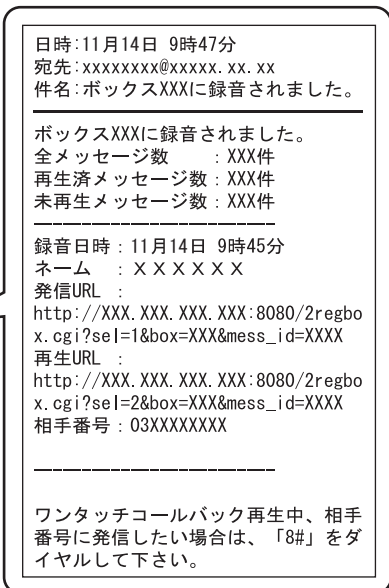 日時:11月14日 9時47分
宛先:xxxxxxxx@xxxxx.xx.xx
件名:ボックスXXXに録音されました。
ボックスXXXに録音されました。
全メッセージ数 :XXX件
再生済メッセージ数:XXX件
未再生メッセージ数:XXX件
録音日時:11月14日 9時45分
ネーム :XXXXXX
発信URL :
http://XXX.XXX.XXX.XXX:8080/2regbo
x.cgi?sel=1&box=XXX&mess_id=XXXX
再生URL :
http://XXX.XXX.XXX.XXX:8080/2regbo
x.cgi?sel=2&box=XXX&mess_id=XXXX
相手番号:03XXXXXXXX
ワンタッチコールバック再生中、相手
番号に発信したい場合は、「8#」をダ
イヤルして下さい。